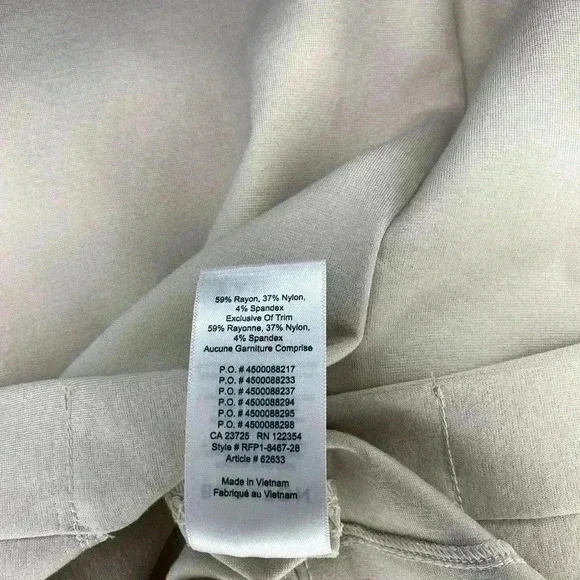 59% Rayon, 37% Nylon,
4% Spandex
Exclusive Of Trim
59% Rayonne, 37% Nylon,
4% Spandex
Aucune Garniture Comprise
P.O. # 4500088217
P.O. # 4500088233
P.O. # 4500088237
P.O. # 4500088294
P.O. # 4500088295
P.O. # 4500088298
CA 23725 RN 122354
Style # RFP1-8467-28
Article # 62633
Made in Vietnam
Fabriqué au Vietnam